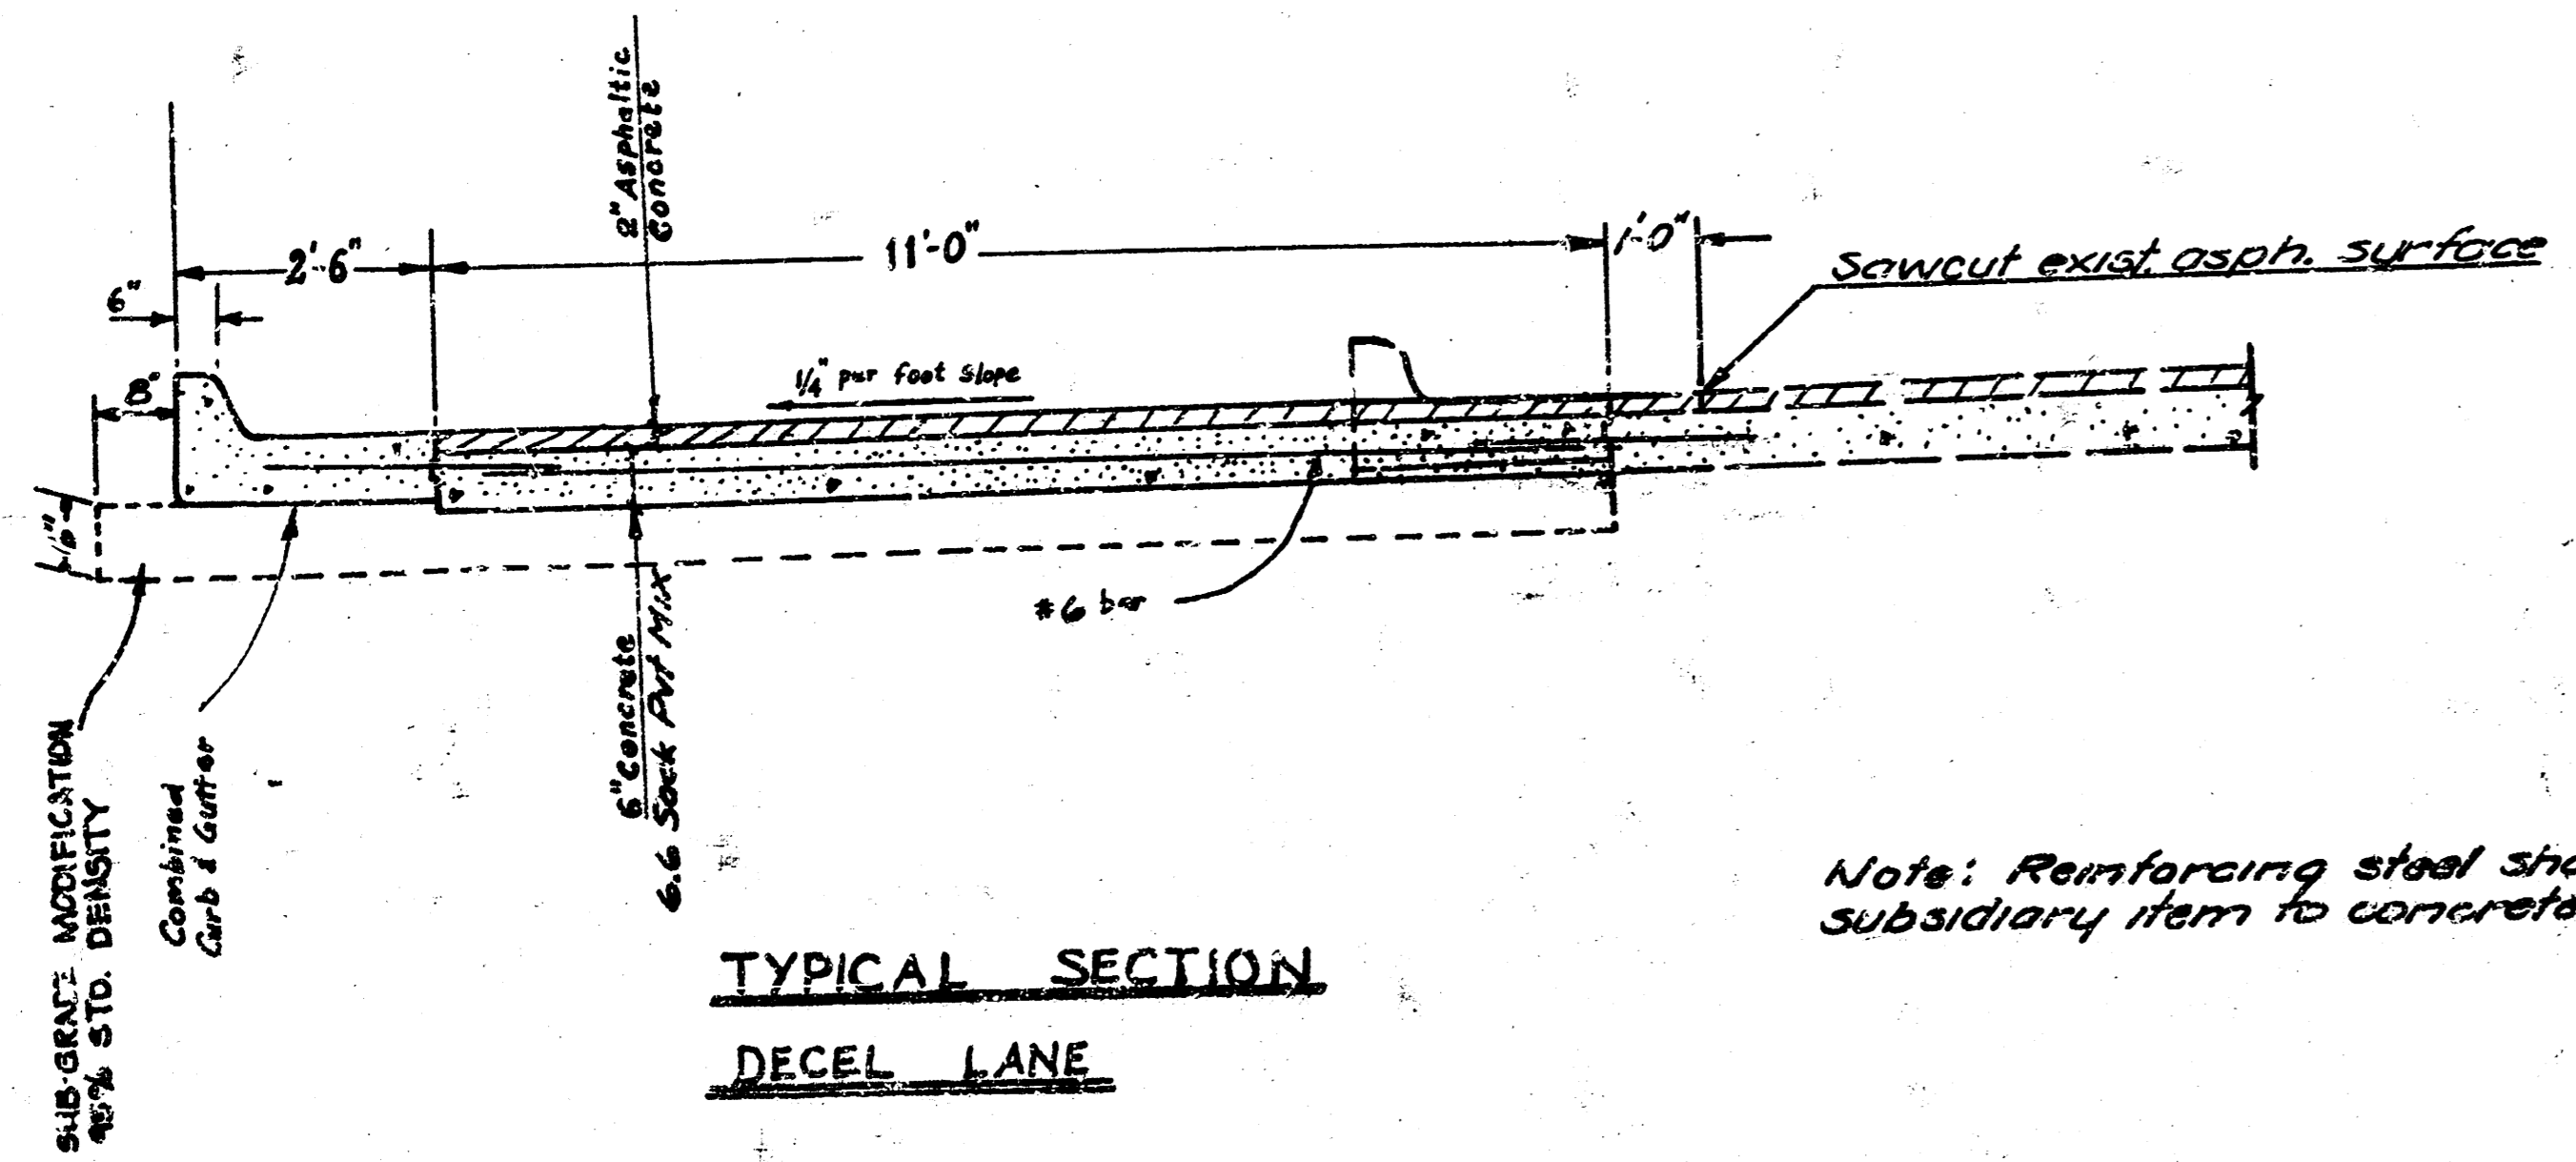 2" Asphaltic
Concrete
2'-6"
11'-0"
1'-0"
Sawcut exist. asph. surface
6"
8"
1/4" per foot slope
#6 bar
6" Concrete
6.6 Sack Pvt Mix
Combined
Curb & Gutter
SUB-GRADE MODIFICATION
95% STD. DENSITY
Note: Reinforcing steel sha
subsidiary item to concrete
TYPICAL SECTION
DECEL LANE